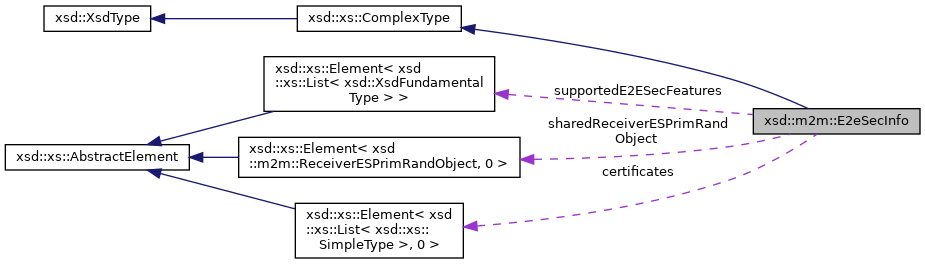 xsd::XsdType
xsd::xs::ComplexType
xsd::xs::Element< xsd
::xs::List< xsd::XsdFundamental
Type > >
supportedE2ESecFeatures
xsd::m2m::E2eSecInfo
sharedReceiverESPrimRand
Object
xsd::xs::AbstractElement
xsd::xs::Element< xsd
::m2m::ReceiverESPrimRandObject, 0 >
certificates
xsd::xs::Element< xsd
::xs::List< xsd::xs::
SimpleType >, 0 >